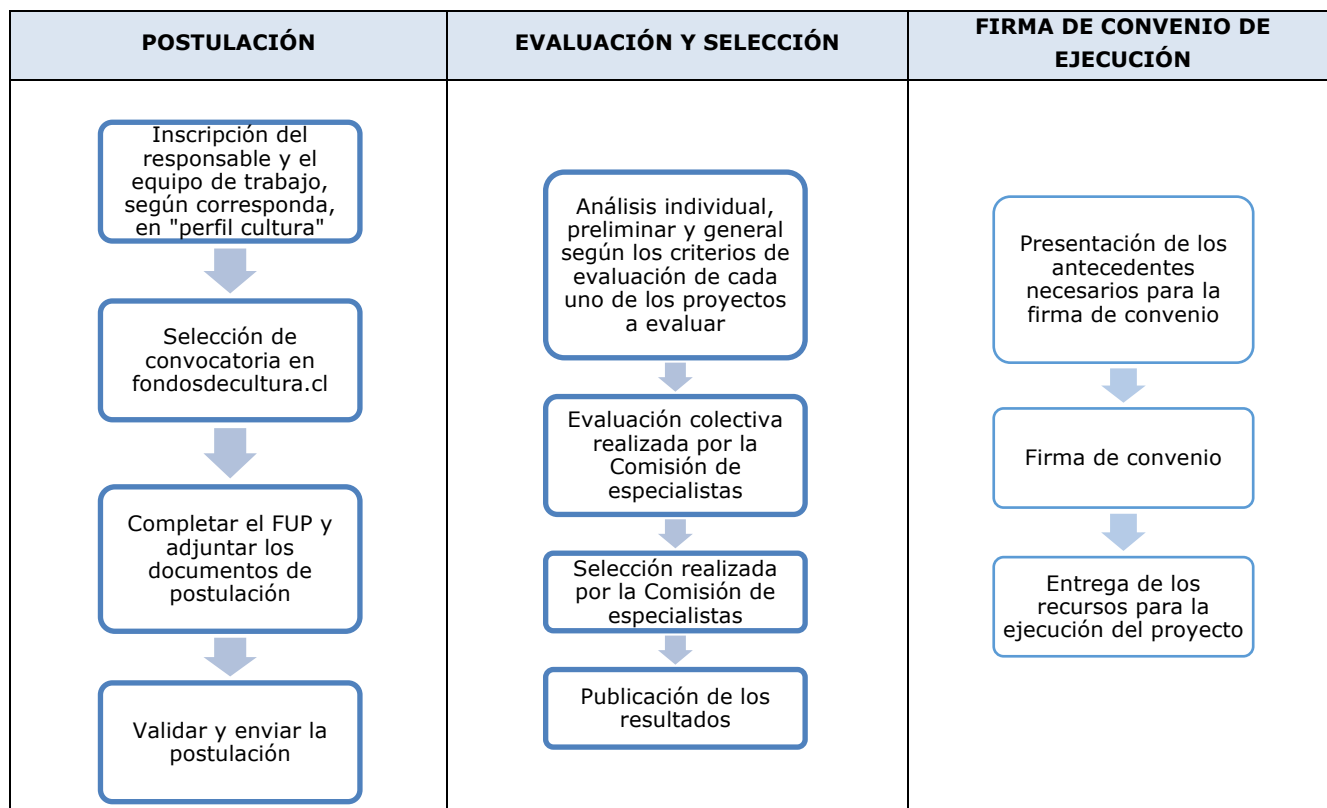 POSTULACIÓN
Inscripción del
responsable y el
equipo de trabajo,
según corresponda,
en "perfil cultura"
Selección de
convocatoria en
fondosdecultura.cl
Completar el FUP y
adjuntar los
documentos de
postulación
Validar y enviar la
postulación
EVALUACIÓN Y SELECCIÓN
Análisis individual,
preliminar y general
según los criterios de
evaluación de cada
uno de los proyectos
a evaluar
Evaluación colectiva
realizada por la
Comisión de
especialistas
Selección realizada
por la Comisión de
especialistas
Publicación de los
resultados
FIRMA DE CONVENIO DE
EJECUCIÓN
Presentación de los
antecedentes
necesarios para la
firma de convenio
Firma de convenio
Entrega de los
recursos para la
ejecución del proyecto